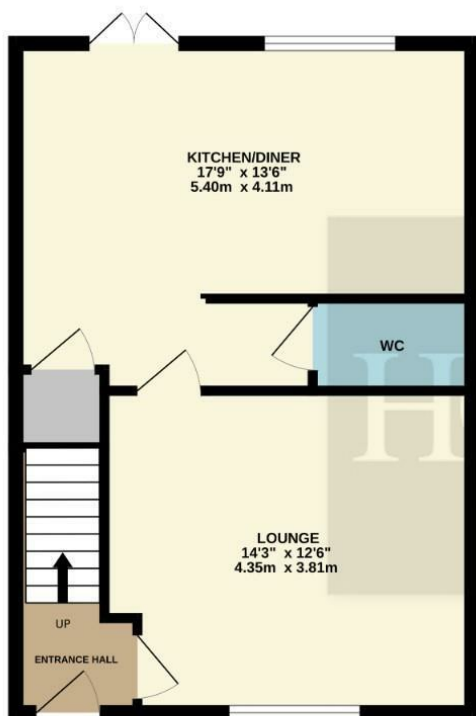 KITCHEN/DINER
17'9" x 13'6"
5.40m x 4.11m
WC
H
LOUNGE
14'3" x 12'6"
4.35m x 3.81m
UP
ENTRANCE HALL